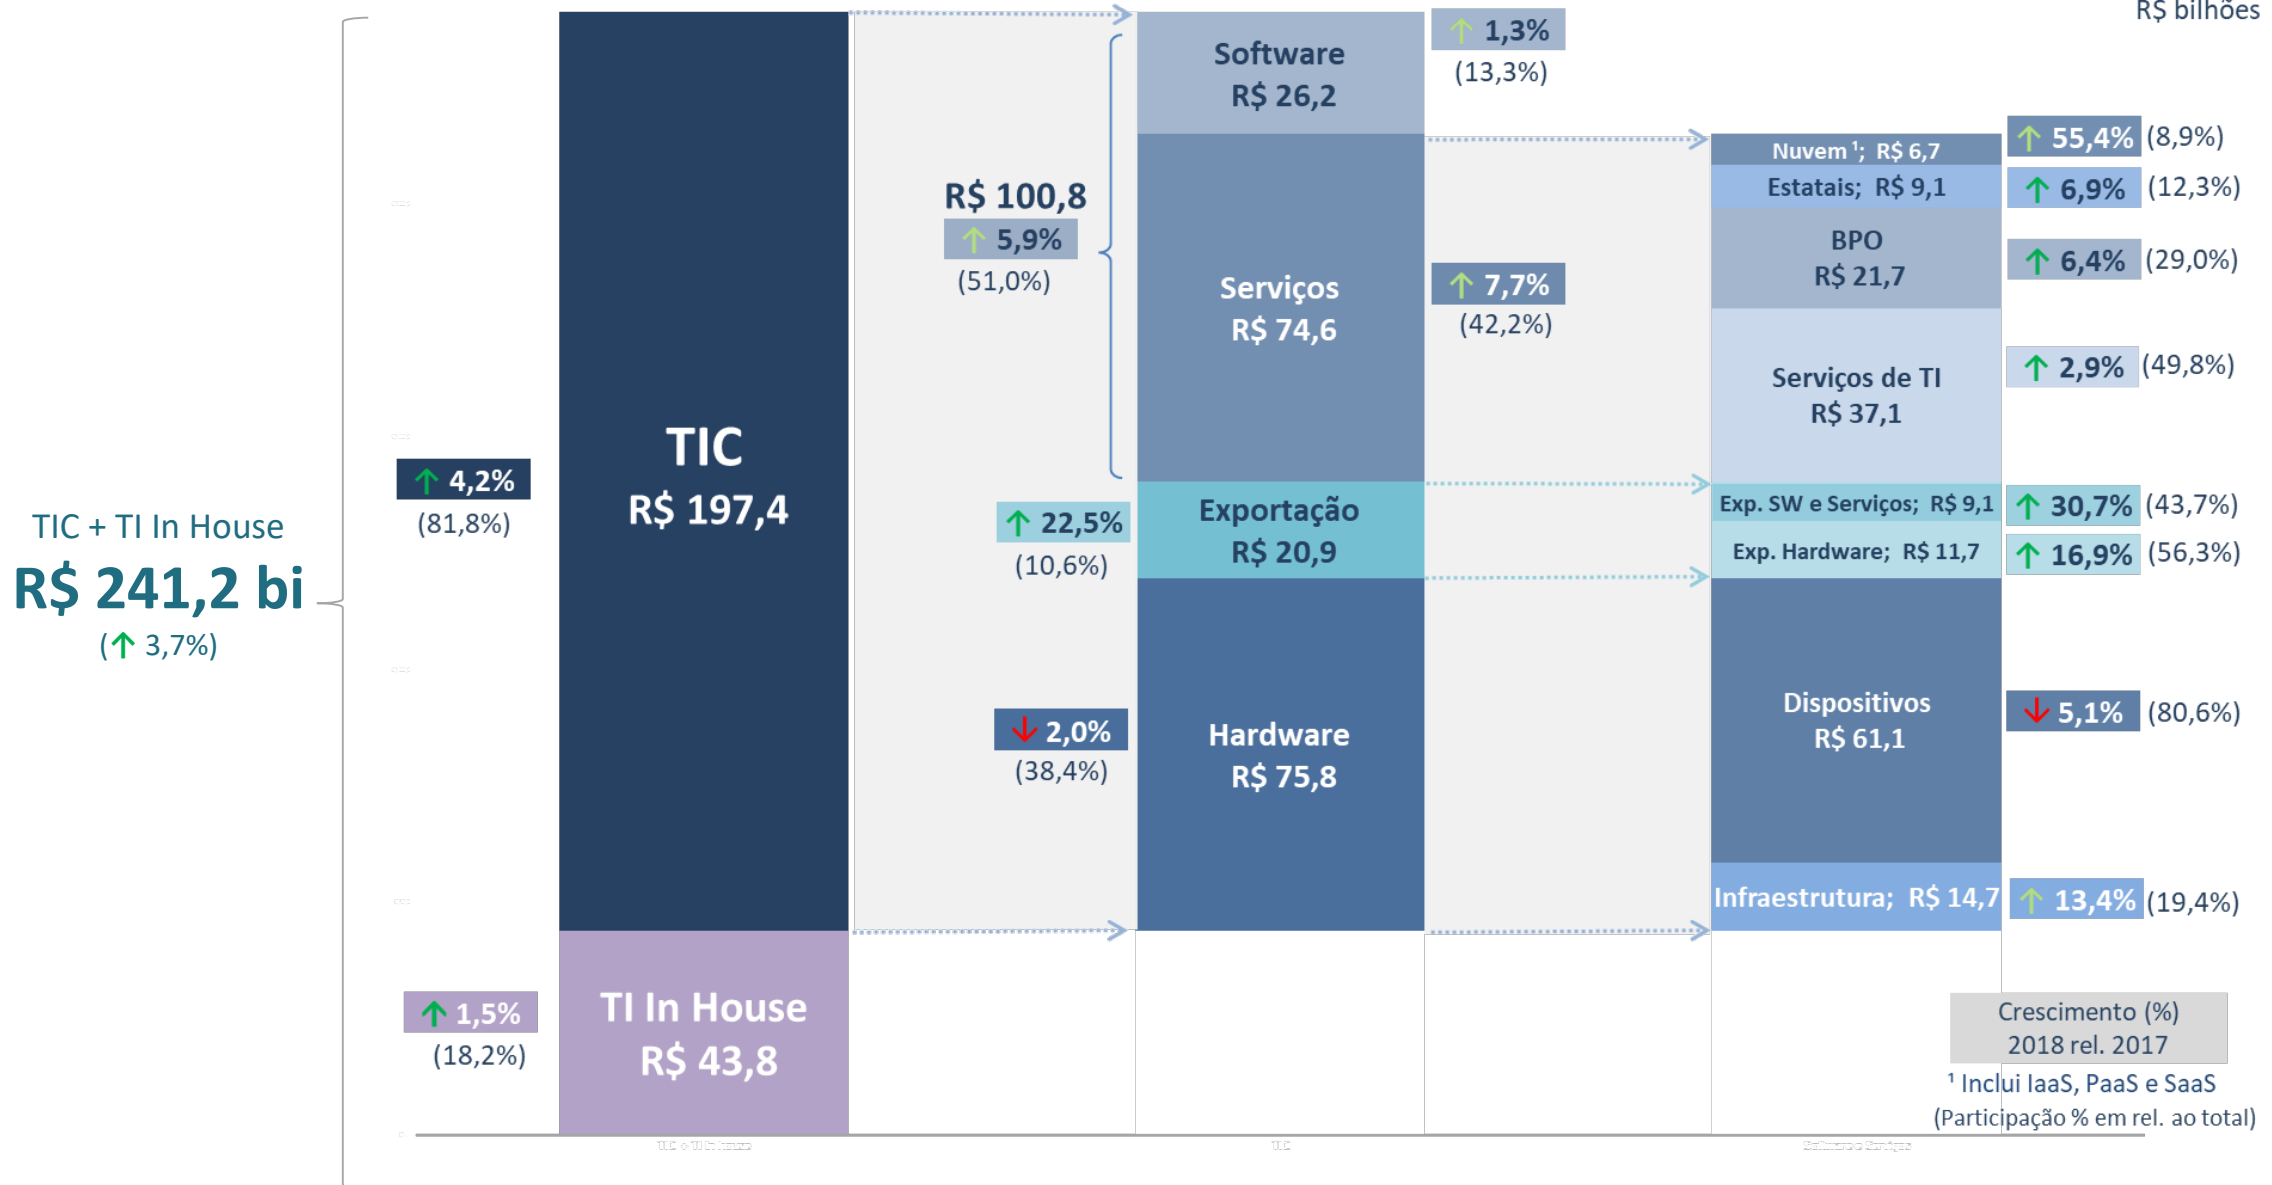 R$ bilhões
TIC + TI In House
R$ 241,2 bi
(↑ 3,7%)
↑ 4,2%
(81,8%)
↑ 1,5%
(18,2%)
TIC
R$ 197,4
TI In House
R$ 43,8
R$ 100,8
↑ 5,9%
(51,0%)
↑ 22,5%
(10,6%)
↓ 2,0%
(38,4%)
Software
R$ 26,2
Serviços
R$ 74,6
Exportação
R$ 20,9
Hardware
R$ 75,8
↑ 1,3%
(13,3%)
↑ 7,7%
(42,2%)
Nuvem ¹; R$ 6,7
↑ 55,4% (8,9%)
Estatais; R$ 9,1
↑ 6,9% (12,3%)
BPO
R$ 21,7
↑ 6,4% (29,0%)
Serviços de TI
R$ 37,1
↑ 2,9% (49,8%)
Exp. SW e Serviços; R$ 9,1
↑ 30,7% (43,7%)
Exp. Hardware; R$ 11,7
↑ 16,9% (56,3%)
Dispositivos
R$ 61,1
↓ 5,1% (80,6%)
Infraestrutura; R$ 14,7
↑ 13,4% (19,4%)
Crescimento (%)
2018 rel. 2017
¹ Inclui IaaS, PaaS e SaaS
(Participação % em rel. ao total)
TIC + TI In house
TIC
Software e Serviços